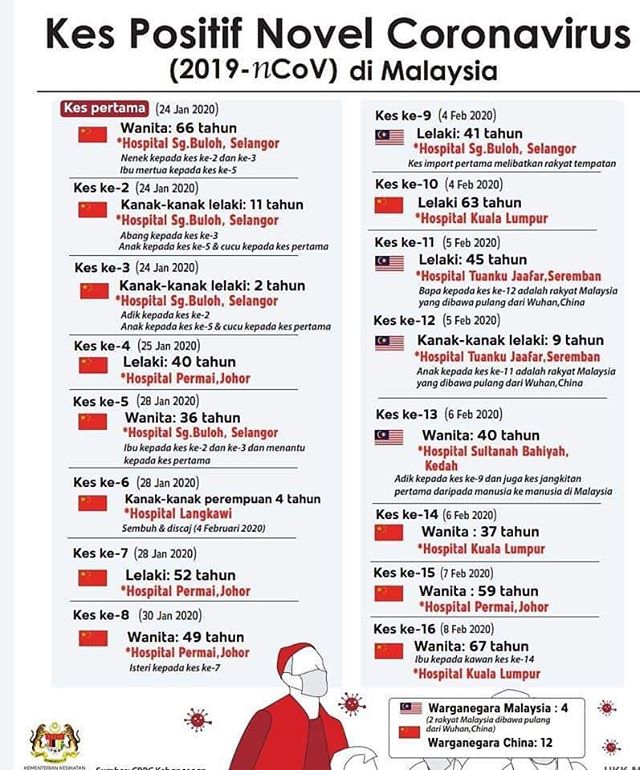 Kes Positif Novel Coronavirus
(2019-nCoV) di Malaysia
Kes pertama (24 Jan 2020)
Wanita: 66 tahun
*Hospital Sg.Buloh, Selangor
Nenek kepada kes ke-2 dan ke-3
Ibu mertua kepada kes ke-5
Kes ke-2 (24 Jan 2020)
Kanak-kanak lelaki: 11 tahun
*Hospital Sg.Buloh, Selangor
Abang kepada kes ke-3
Anak kepada kes ke-5 & cucu kepada kes pertama
Kes ke-3 (24 Jan 2020)
Kanak-kanak lelaki: 2 tahun
*Hospital Sg.Buloh, Selangor
Adik kepada kes ke-2
Anak kepada kes ke-5 & cucu kepada kes pertama
Kes ke-4 (25 Jan 2020)
Lelaki: 40 tahun
*Hospital Permai,Johor
Kes ke-5 (28 Jan 2020)
Wanita: 36 tahun
*Hospital Sg.Buloh, Selangor
Ibu kepada kes ke-2 dan ke-3 dan menantu
kepada kes pertama
Kes ke-6 (28 Jan 2020)
Kanak-kanak perempuan 4 tahun
*Hospital Langkawi
Sembuh & discaj (4 Februari 2020)
Kes ke-7 (28 Jan 2020)
Lelaki: 52 tahun
*Hospital Permai,Johor
Kes ke-8 (30 Jan 2020)
Wanita: 49 tahun
*Hospital Permai,Johor
Isteri kepada kes ke-7
Kes ke-9 (4 Feb 2020)
Lelaki: 41 tahun
*Hospital Sg.Buloh, Selangor
Kes import pertama melibatkan rakyat tempatan
Kes ke-10 (4 Feb 2020)
Lelaki 63 tahun
*Hospital Kuala Lumpur
Kes ke-11 (5 Feb 2020)
Lelaki: 45 tahun
*Hospital Tuanku Jaafar,Seremban
Bapa kepada kes ke-12 adalah rakyat Malaysia
yang dibawa pulang dari Wuhan,China
Kes ke-12 (5 Feb 2020)
Kanak-kanak lelaki: 9 tahun
*Hospital Tuanku Jaafar,Seremban
Anak kepada kes ke-11 adalah rakyat Malaysia
yang dibawa pulang dari Wuhan,China
Kes ke-13 (6 Feb 2020)
Wanita: 40 tahun
*Hospital Sultanah Bahiyah,
Kedah
Adik kepada kes ke-9 dan juga kes jangkitan
pertama daripada manusia ke manusia di Malaysia
Kes ke-14 (6 Feb 2020)
Wanita : 37 tahun
*Hospital Kuala Lumpur
Kes ke-15 (7 Feb 2020)
Wanita : 59 tahun
*Hospital Permai,Johor
Kes ke-16 (8 Feb 2020)
Wanita: 67 tahun
Ibu kepada kawan kes ke-14
*Hospital Kuala Lumpur
Warganegara Malaysia : 4
(2 rakyat Malaysia dibawa pulang
dari Wuhan,China)
Warganegara China: 12
KEMENTERIAN KESIHATAN
Sumber: CPRC Kebangsaan